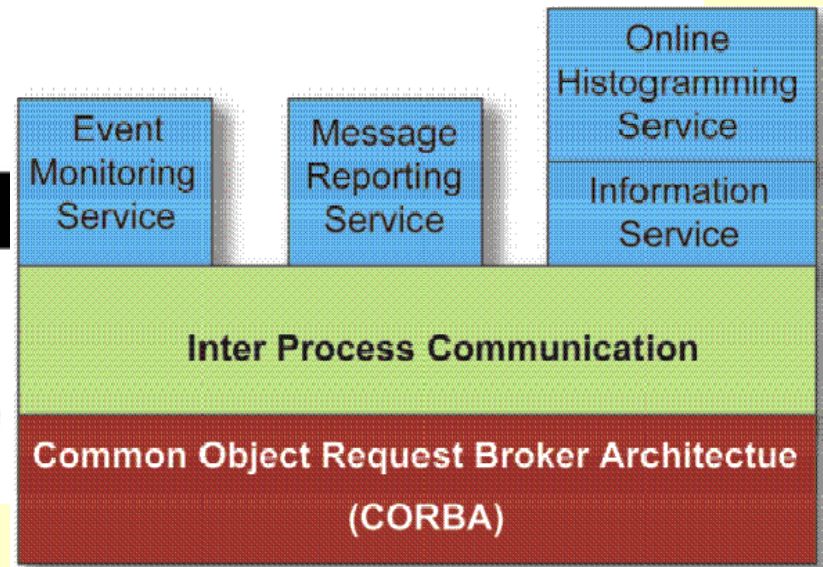 Event
Monitoring
Service
Message
Reporting
Service
Online
Histogramming
Service
Information
Service
Inter Process Communication
Common Object Request Broker Architectue
(CORBA)